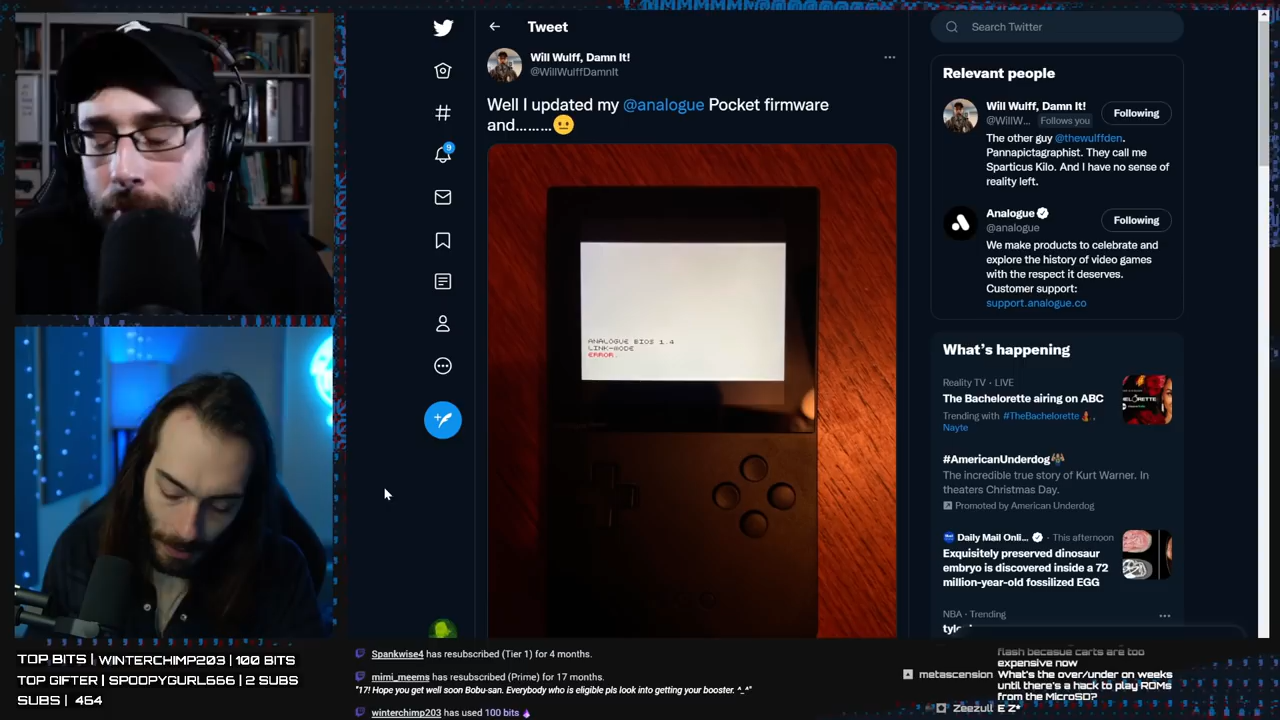 Tweet
Will Wulff, Damn It!
@WillWulffDamnIt
Well I updated my @analogue Pocket firmware
and.........😐
ANALOGUE BIOS 1.4
LINK-MODE
ERROR.
9
Search Twitter
Relevant people
Will Wulff, Damn It!
@WillW... Follows you
Following
The other guy @thewulffden.
Pannapictagraphist. They call me
Sparticus Kilo. And I have no sense of
reality left.
Analogue
@analogue
Following
We make products to celebrate and
explore the history of video games
with the respect it deserves.
Customer support:
support.analogue.co
What's happening
Reality TV · LIVE
The Bachelorette airing on ABC
Trending with #TheBachelorette🌹,
Nayte
#AmericanUnderdog
The incredible true story of Kurt Warner. In
theaters Christmas Day.
Promoted by American Underdog
Daily Mail Onli... · This afternoon
Exquisitely preserved dinosaur
embryo is discovered inside a 72
million-year-old fossilized EGG
NBA · Trending
TOP BITS | WINTERCHIMP203 | 100 BITS
TOP GIFTER | SPOOPYGURL666 | 2 SUBS
SUBS | 464
Spankwise4 has resubscribed (Tier 1) for 4 months.
mimi_meems has resubscribed (Prime) for 17 months.
"17! Hope you get well soon Bobu-san. Everybody who is eligible pls look into getting your booster. ^_^"
winterchimp203 has used 100 bits
flash becasue carts are too
expensive now
metascension What's the over/under on weeks
until there's a hack to play ROMs
from the MicroSD?
Zeezull E Z*